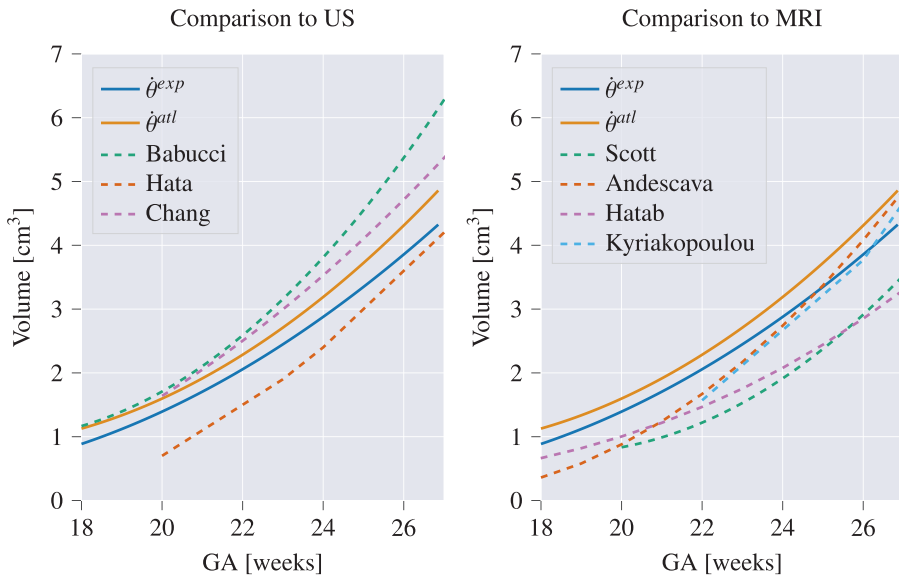 Comparison to US
7
6
5
4
3
2
1
0
Volume [cm³]
θ̇ᵉˣᵖ
θ̇ᵃᵗˡ
Babucci
Hata
Chang
18 20 22 24 26
GA [weeks]
Comparison to MRI
7
6
5
4
3
2
1
0
Volume [cm³]
θ̇ᵉˣᵖ
θ̇ᵃᵗˡ
Scott
Andescava
Hatab
Kyriakopoulou
18 20 22 24 26
GA [weeks]